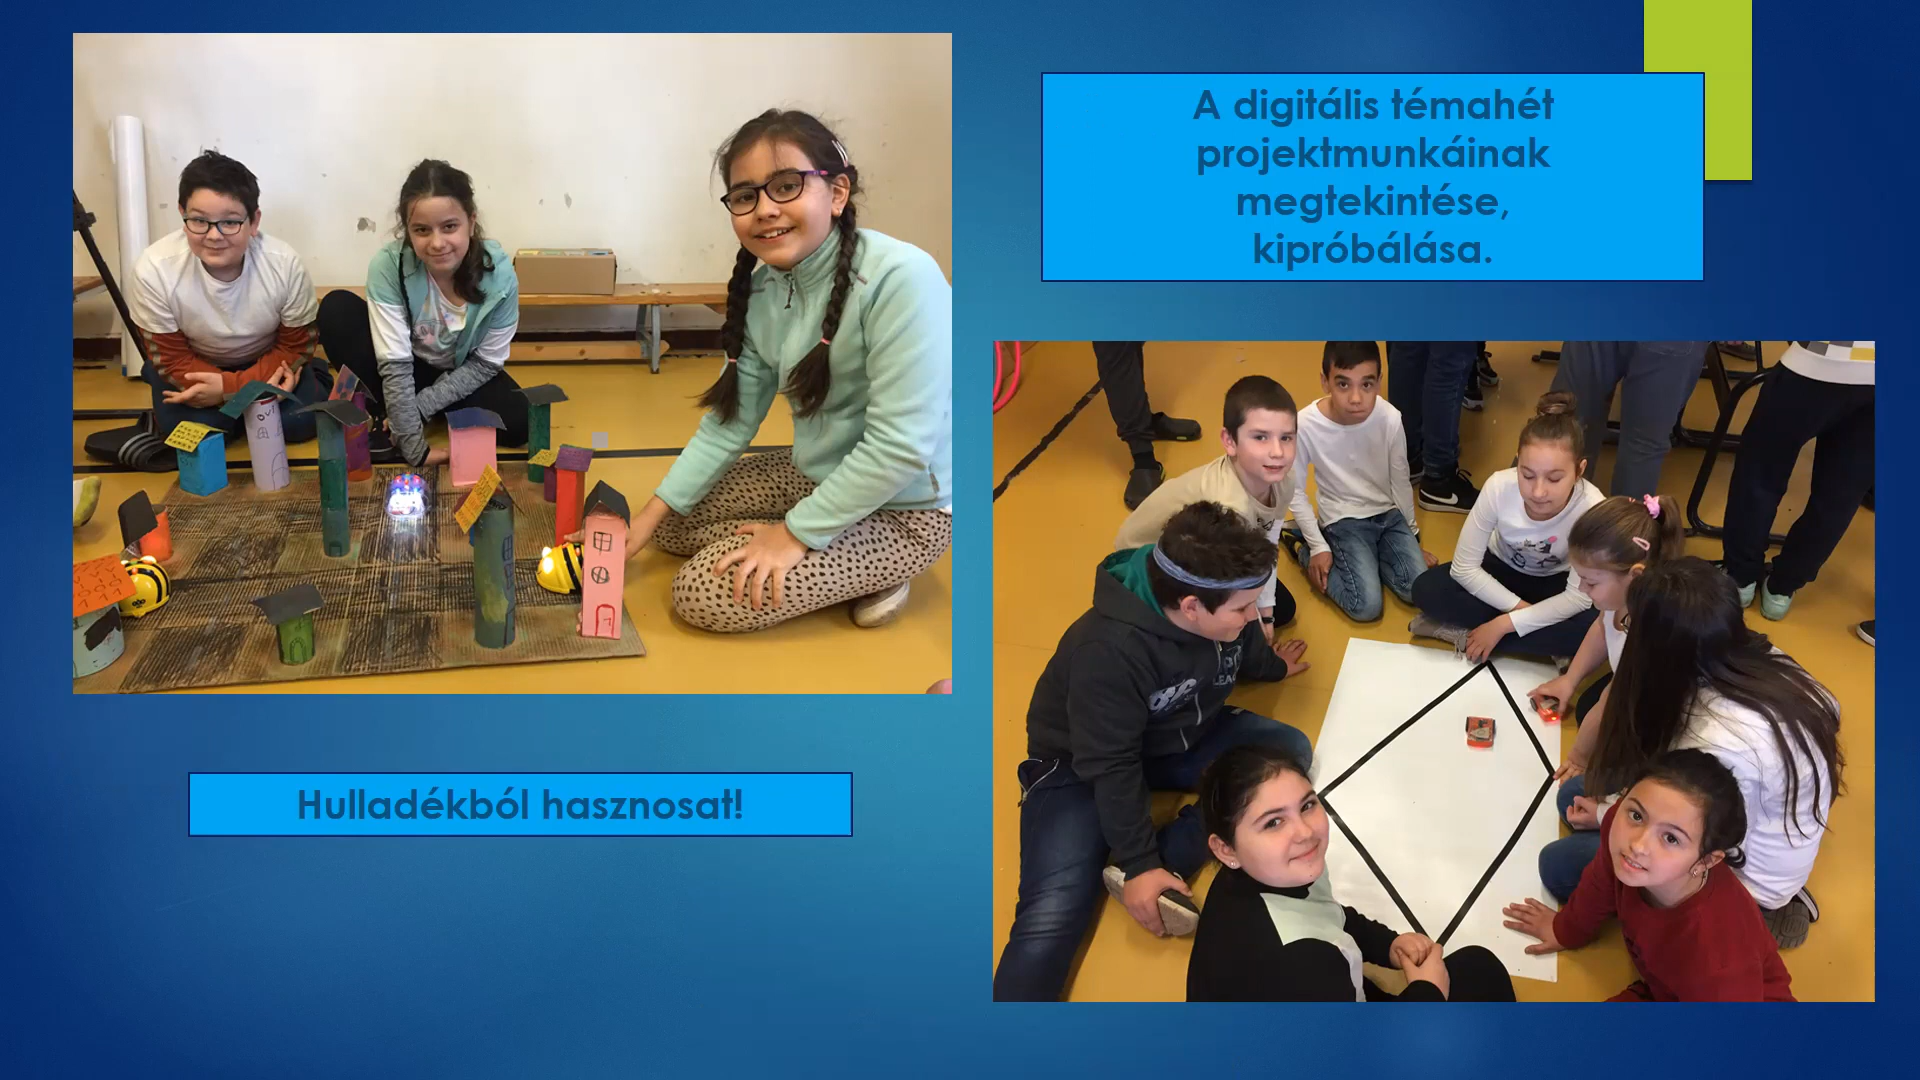 A digitális témahét
projektmunkáinak
megtekintése,
kipróbálása.
Hulladékból hasznosat!